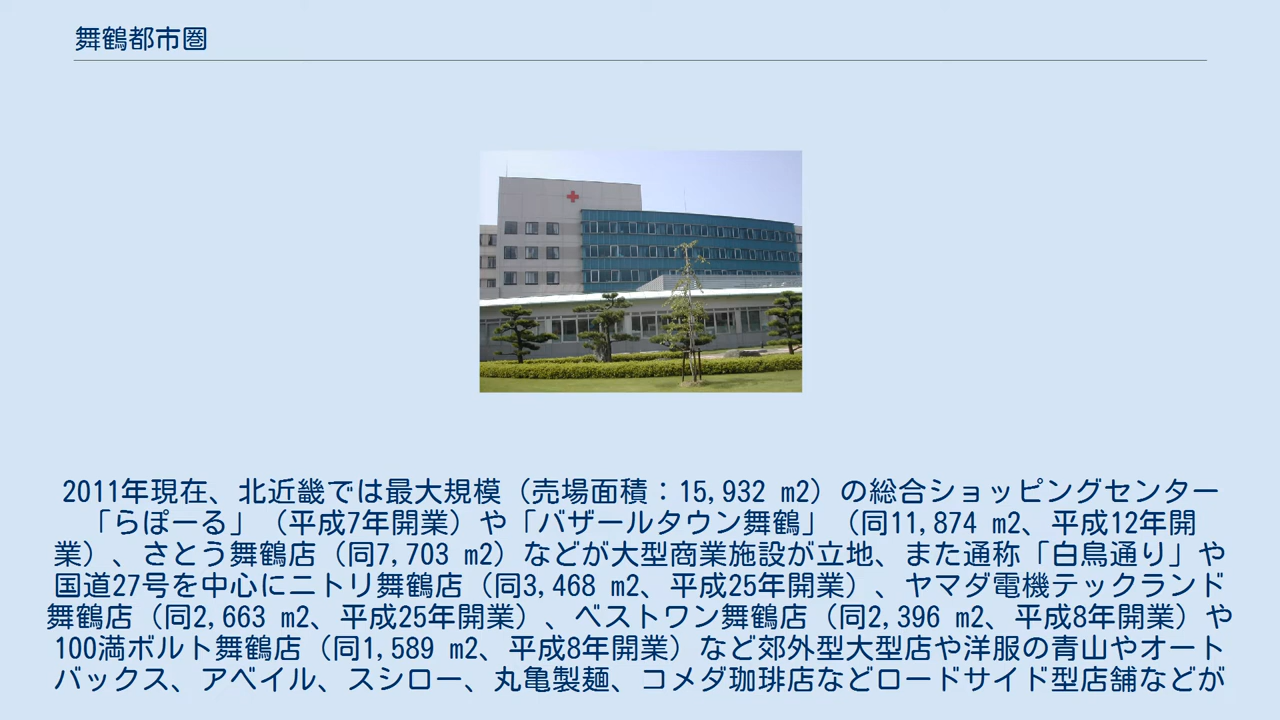 舞鶴都市圏
2011年現在、北近畿では最大規模（売場面積：15,932 m2）の総合ショッピングセンター
「らぽーる」（平成7年開業）や「バザールタウン舞鶴」（同11,874 m2、平成12年開
業）、さとう舞鶴店（同7,703 m2）などが大型商業施設が立地、また通称「白鳥通り」や
国道27号を中心にニトリ舞鶴店（同3,468 m2、平成25年開業）、ヤマダ電機テックランド
舞鶴店（同2,663 m2、平成25年開業）、ベストワン舞鶴店（同2,396 m2、平成8年開業）や
100満ボルト舞鶴店（同1,589 m2、平成8年開業）など郊外型大型店や洋服の青山やオート
バックス、アベイル、スシロー、丸亀製麺、コメダ珈琲店などロードサイド型店舗などが